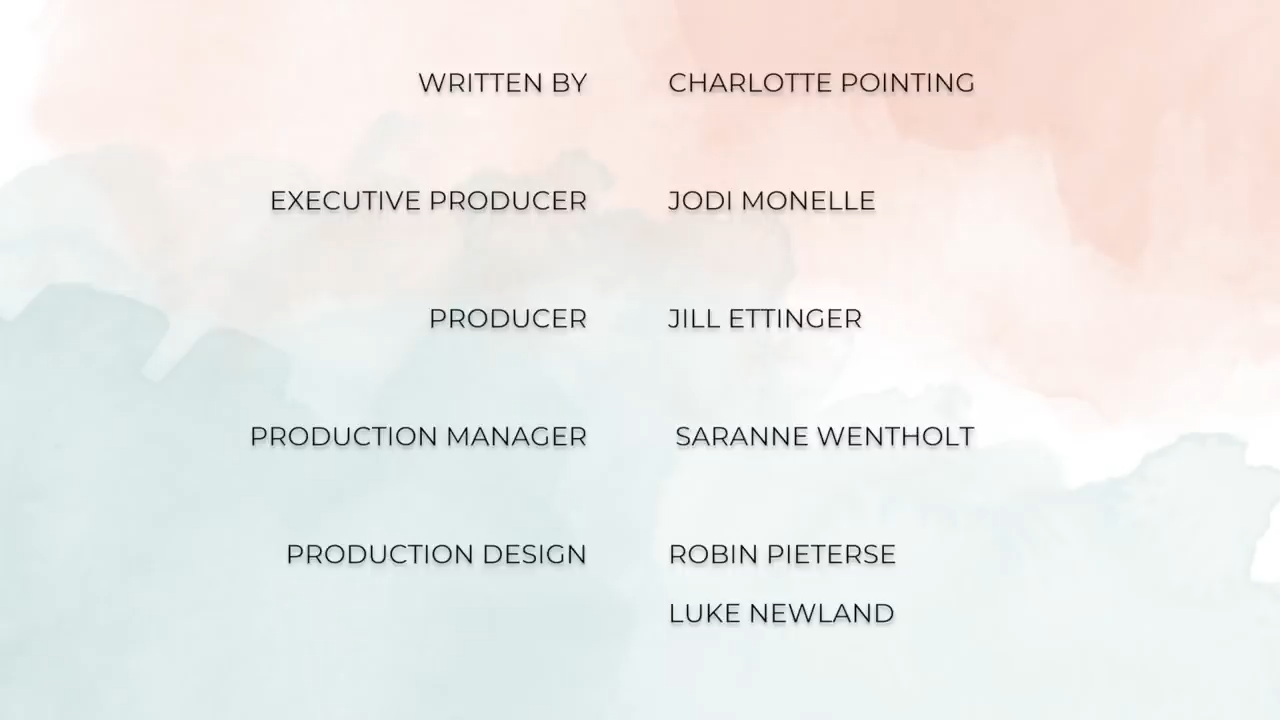 WRITTEN BY CHARLOTTE POINTING
EXECUTIVE PRODUCER JODI MONELLE
PRODUCER JILL ETTINGER
PRODUCTION MANAGER SARANNE WENTHOLT
PRODUCTION DESIGN ROBIN PIETERSE
LUKE NEWLAND